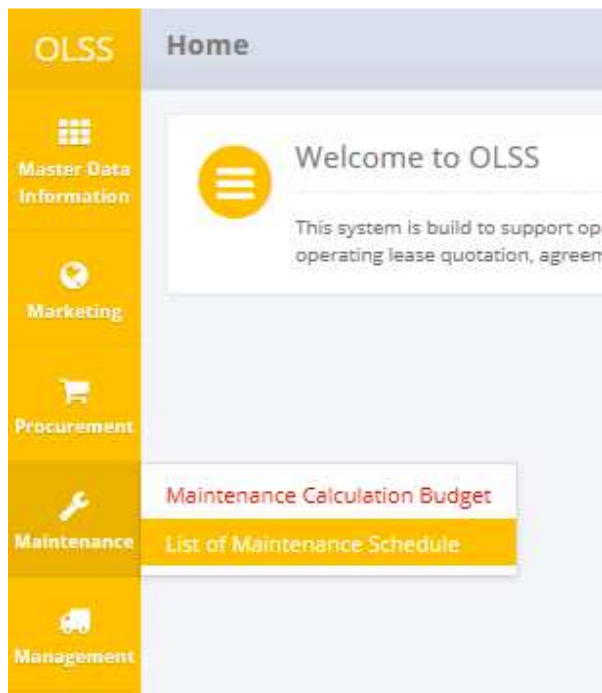 OLSS
Home
Master Data
Information
Marketing
Procurement
Maintenance
Management
Welcome to OLSS
This system is build to support op
operating lease quotation, agreem
Maintenance Calculation Budget
List of Maintenance Schedule